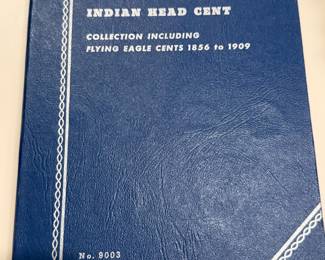 INDIAN HEAD CENT
COLLECTION INCLUDING
FLYING EAGLE CENTS 1856 to 1909
No. 9003